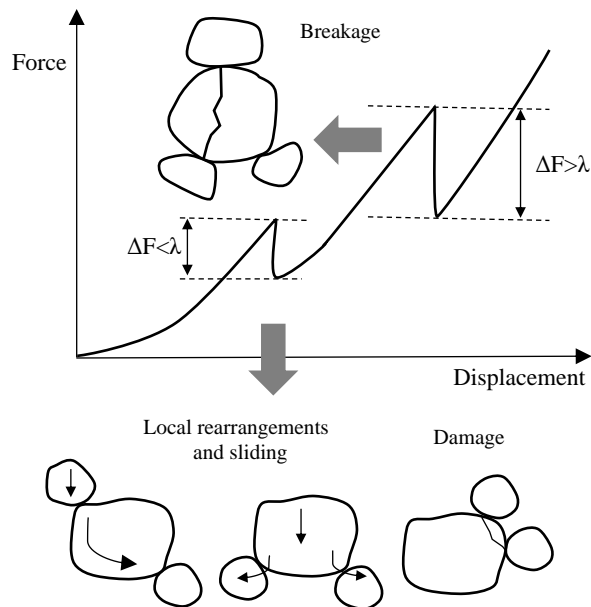 Breakage
Force
ΔF>λ
ΔF<λ
Displacement
Local rearrangements
and sliding
Damage